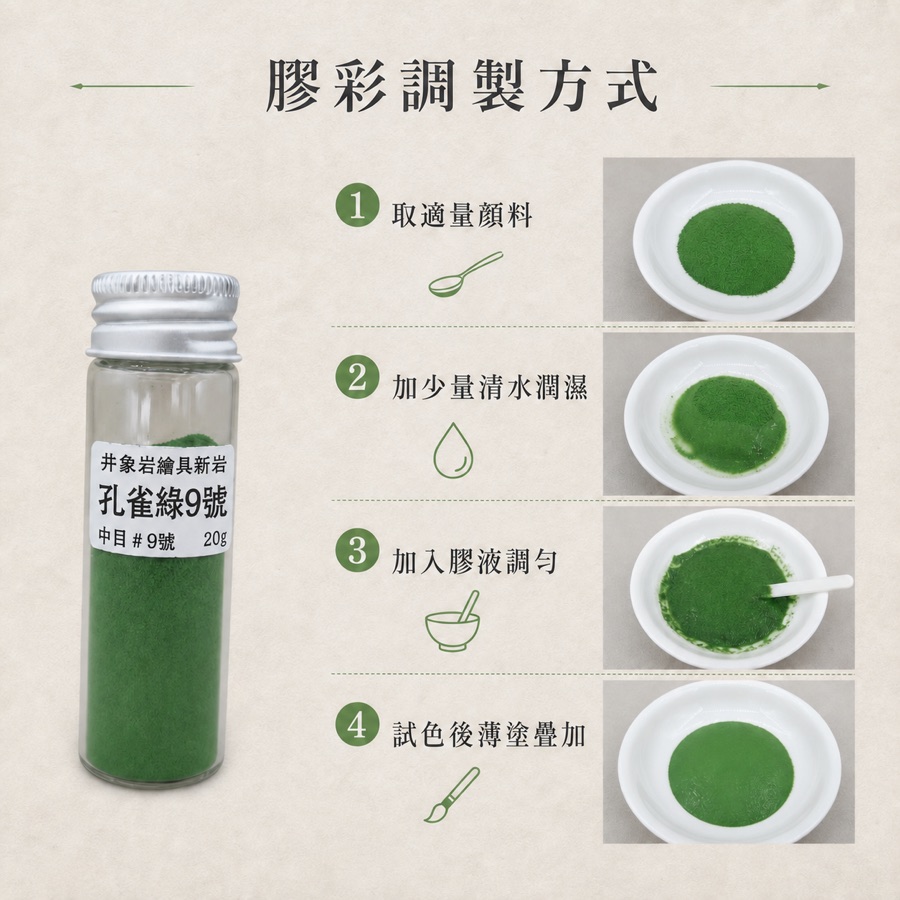 膠彩調製方式
1 取適量顏料
2 加少量清水潤濕
3 加入膠液調勻
4 試色後薄塗疊加
井象岩繪具新岩
孔雀綠9號
中目#9號 20g